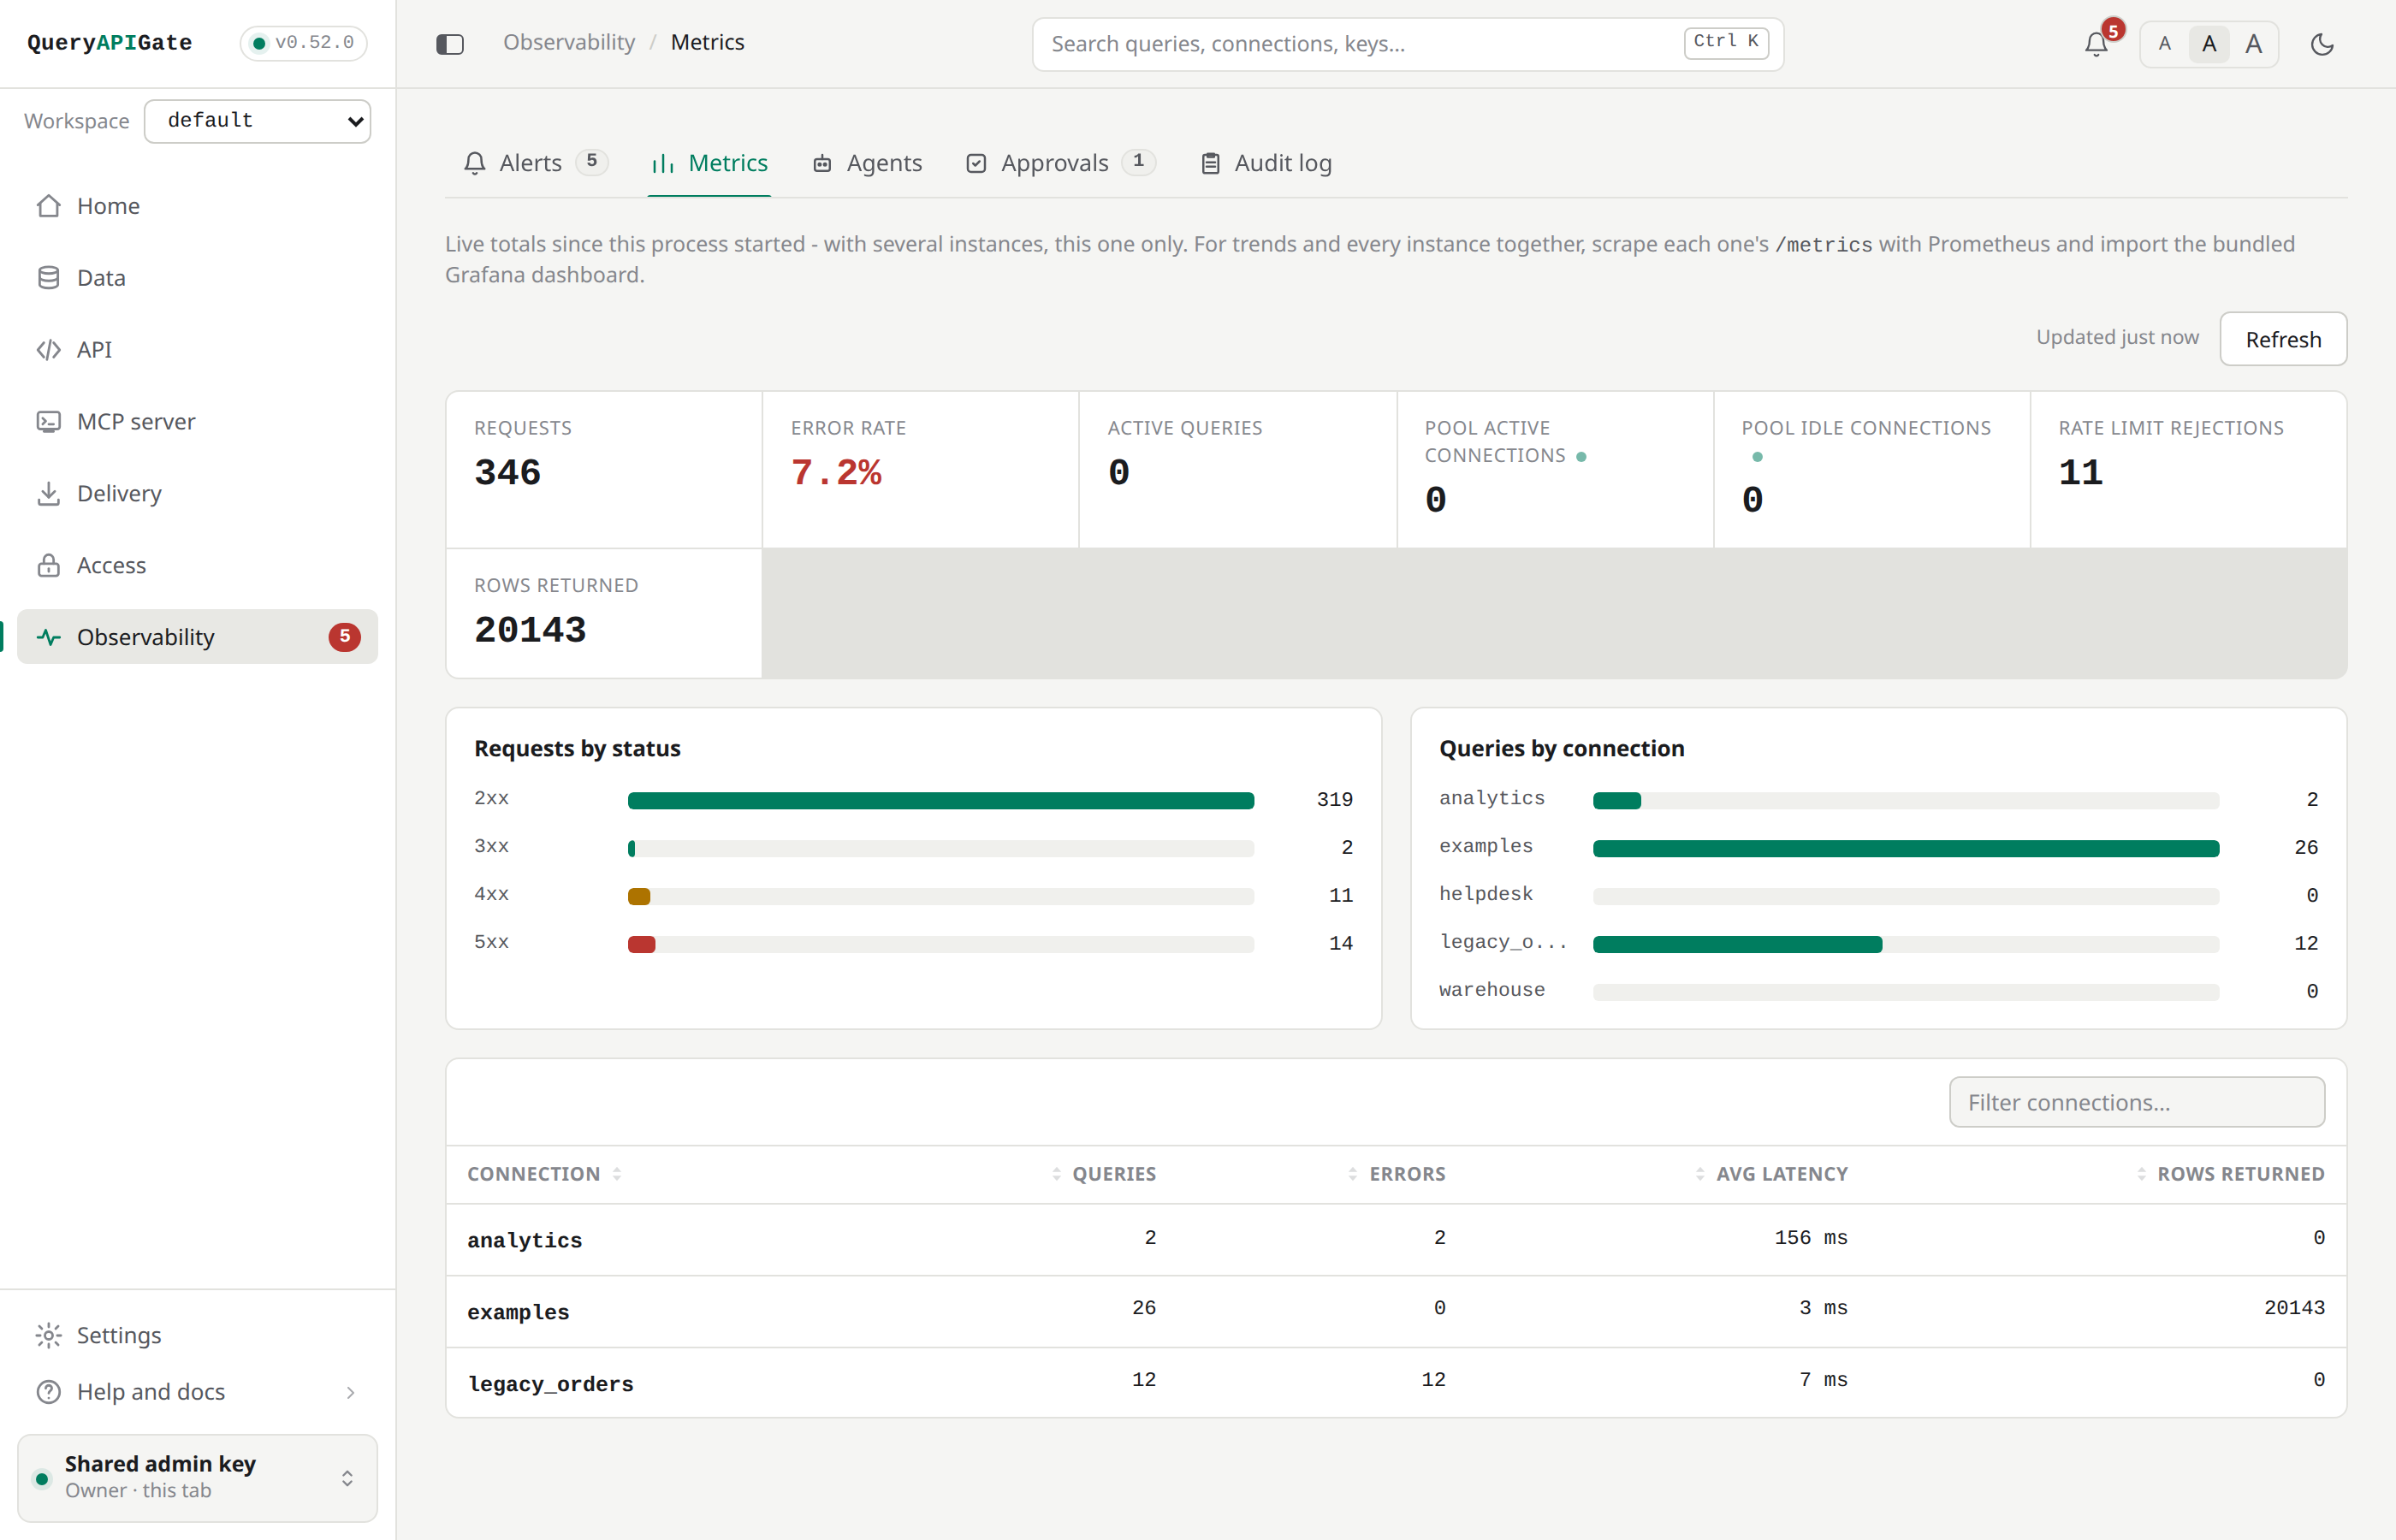 QueryAPIGate
v0.52.0
Observability / Metrics
Search queries, connections, keys...
Ctrl K
5
A A A
Workspace
default
Home
Data
API
MCP server
Delivery
Access
Observability
5
Settings
Help and docs
Shared admin key
Owner · this tab
Alerts 5
Metrics
Agents
Approvals 1
Audit log
Live totals since this process started - with several instances, this one only. For trends and every instance together, scrape each one's /metrics with Prometheus and import the bundled
Grafana dashboard.
Updated just now
Refresh
REQUESTS
346
ERROR RATE
7.2%
ACTIVE QUERIES
0
POOL ACTIVE
CONNECTIONS
0
POOL IDLE CONNECTIONS
0
RATE LIMIT REJECTIONS
11
ROWS RETURNED
20143
Requests by status
2xx 319
3xx 2
4xx 11
5xx 14
Queries by connection
analytics 2
examples 26
helpdesk 0
legacy_o... 12
warehouse 0
Filter connections...
CONNECTION QUERIES ERRORS AVG LATENCY ROWS RETURNED
analytics 2 2 156 ms 0
examples 26 0 3 ms 20143
legacy_orders 12 12 7 ms 0